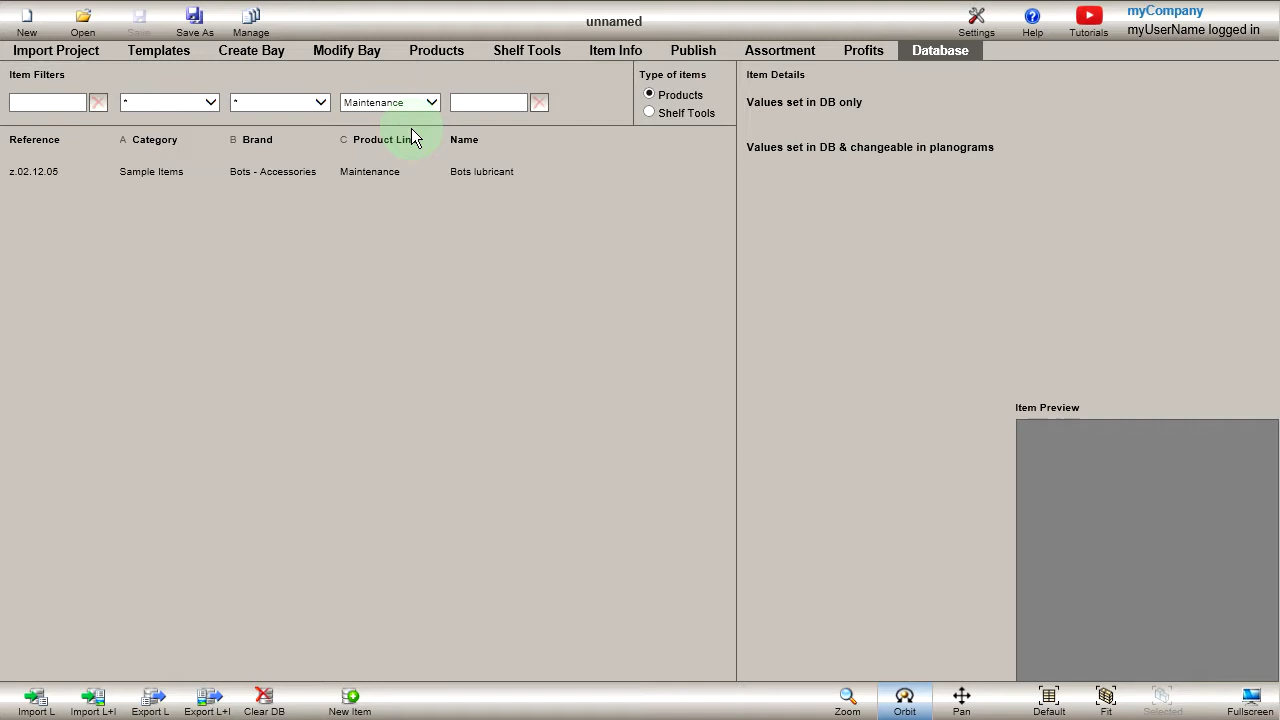 New Open Save Save As Manage unnamed Settings Help Tutorials myCompany
myUserName logged in
Import Project Templates Create Bay Modify Bay Products Shelf Tools Item Info Publish Assortment Profits Database
Item Filters Type of items Item Details
* * Maintenance Products Values set in DB only
Shelf Tools
Reference A Category B Brand C Product Lin Name Values set in DB & changeable in planograms
z.02.12.05 Sample Items Bots - Accessories Maintenance Bots lubricant
Item Preview
Import L Import L+I Export L Export L+I Clear DB New Item Zoom Orbit Pan Default Fit Selected Fullscreen